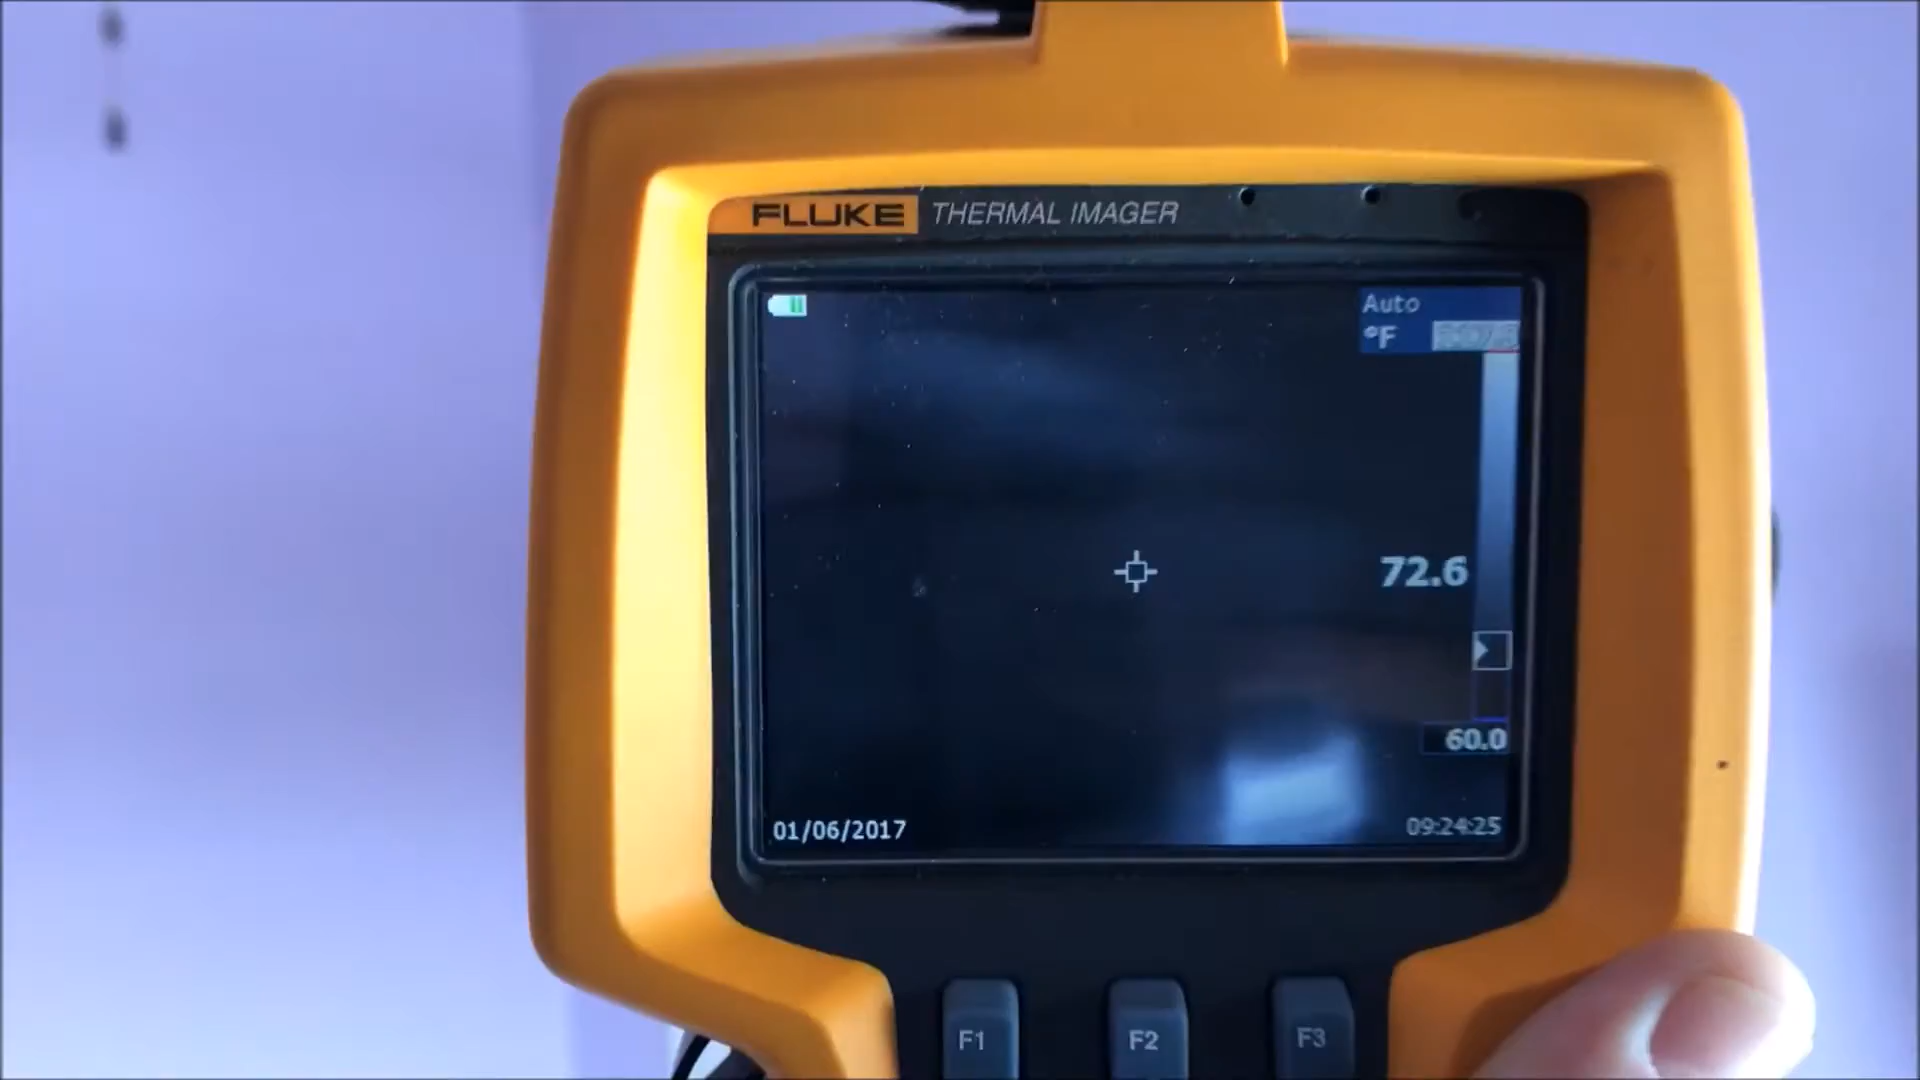 FLUKE THERMAL IMAGER
Auto
°F
72.6
60.0
01/06/2017 09:24:25
F1 F2 F3